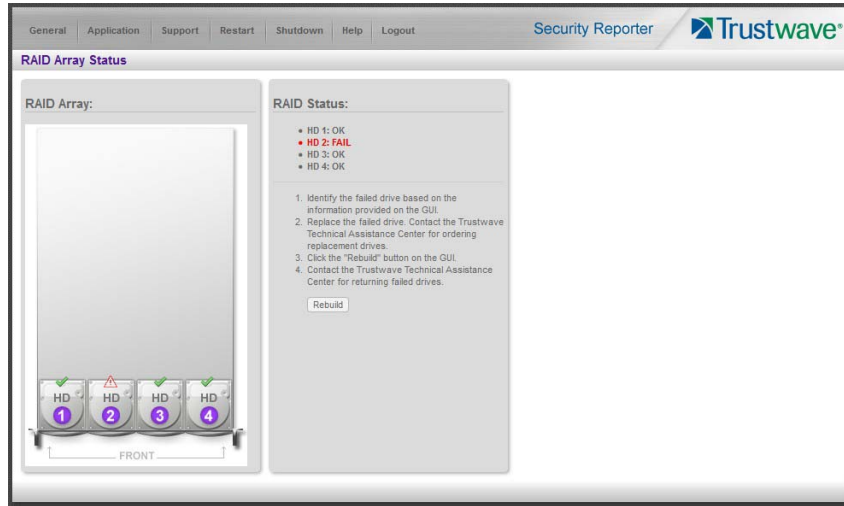 General Application Support Restart Shutdown Help Logout
Security Reporter
Trustwave®
RAID Array Status
RAID Array:
HD HD HD HD
1 2 3 4
FRONT
RAID Status:
• HD 1: OK
• HD 2: FAIL
• HD 3: OK
• HD 4: OK
1. Identify the failed drive based on the
information provided on the GUI.
2. Replace the failed drive. Contact the Trustwave
Technical Assistance Center for ordering
replacement drives.
3. Click the "Rebuild" button on the GUI.
4. Contact the Trustwave Technical Assistance
Center for returning failed drives.
Rebuild